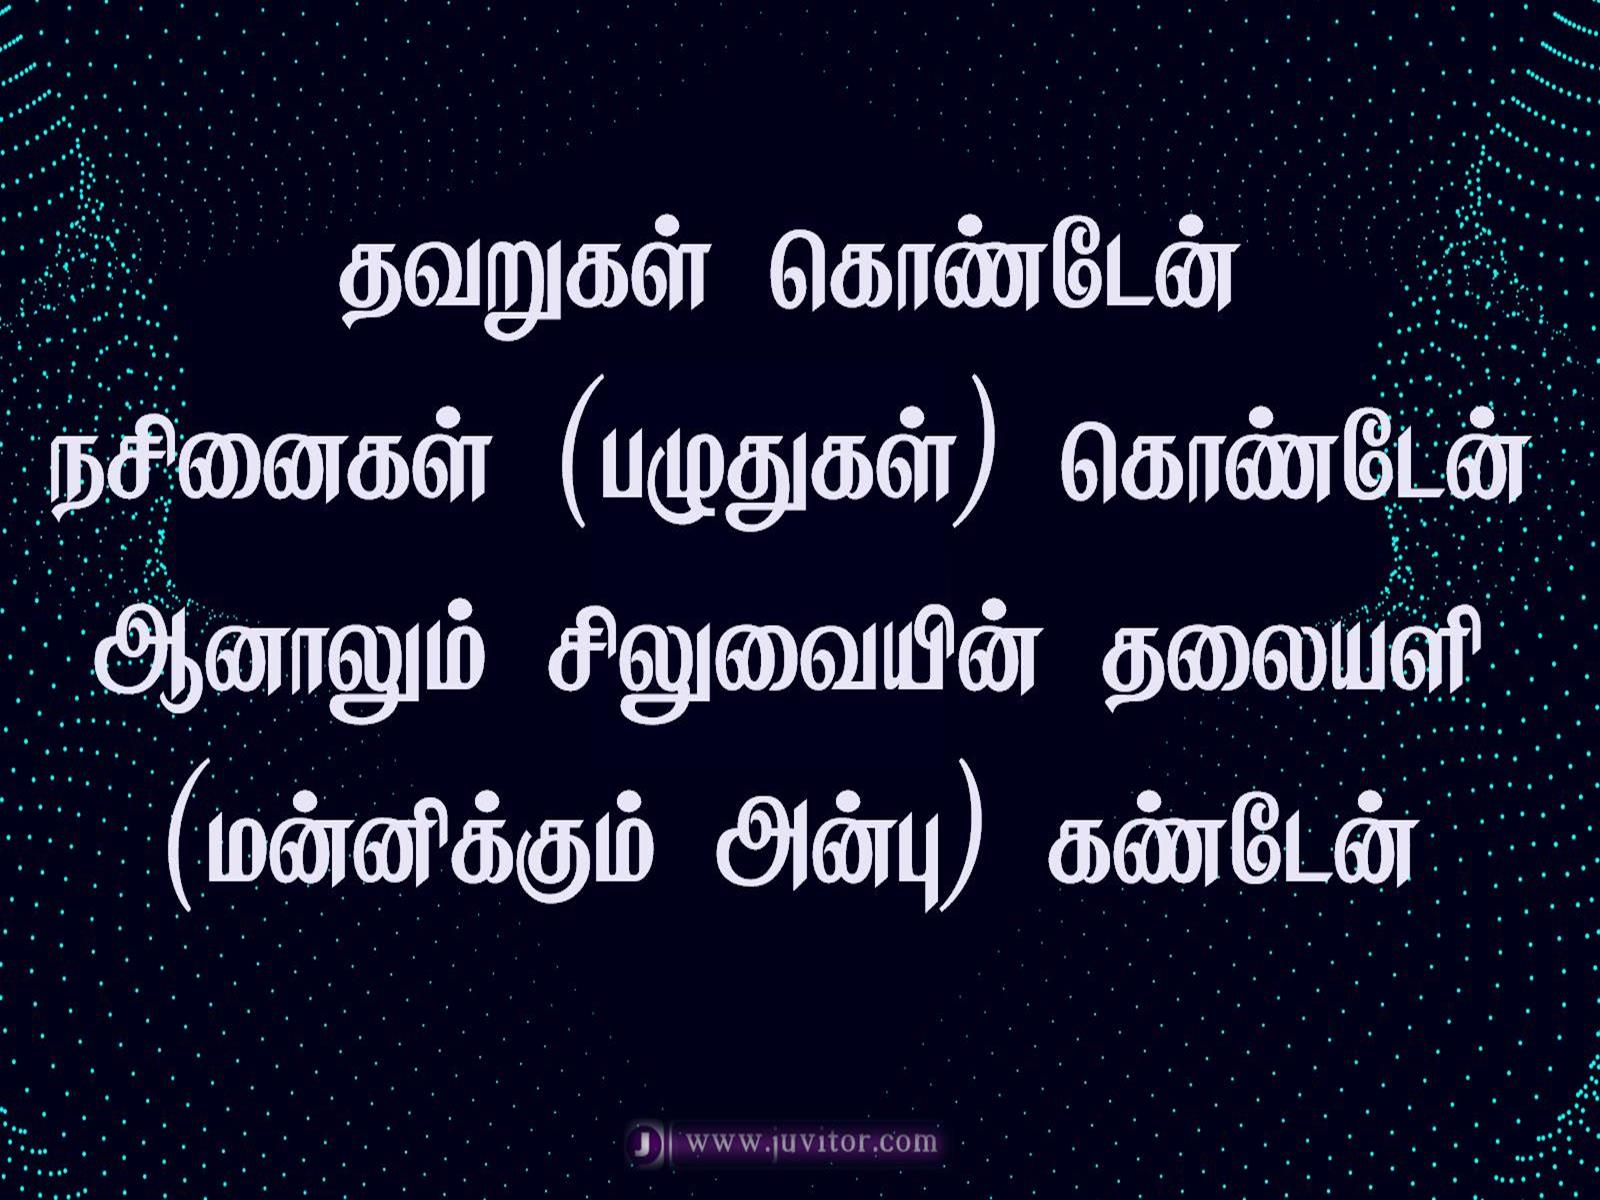 தவறுகள் கொண்டேன்
நசினைகள் (பழுதுகள்) கொண்டேன்
ஆனாலும் சிலுவையின் தலையளி
(மன்னிக்கும் அன்பு) கண்டேன்
J www.juvitor.com